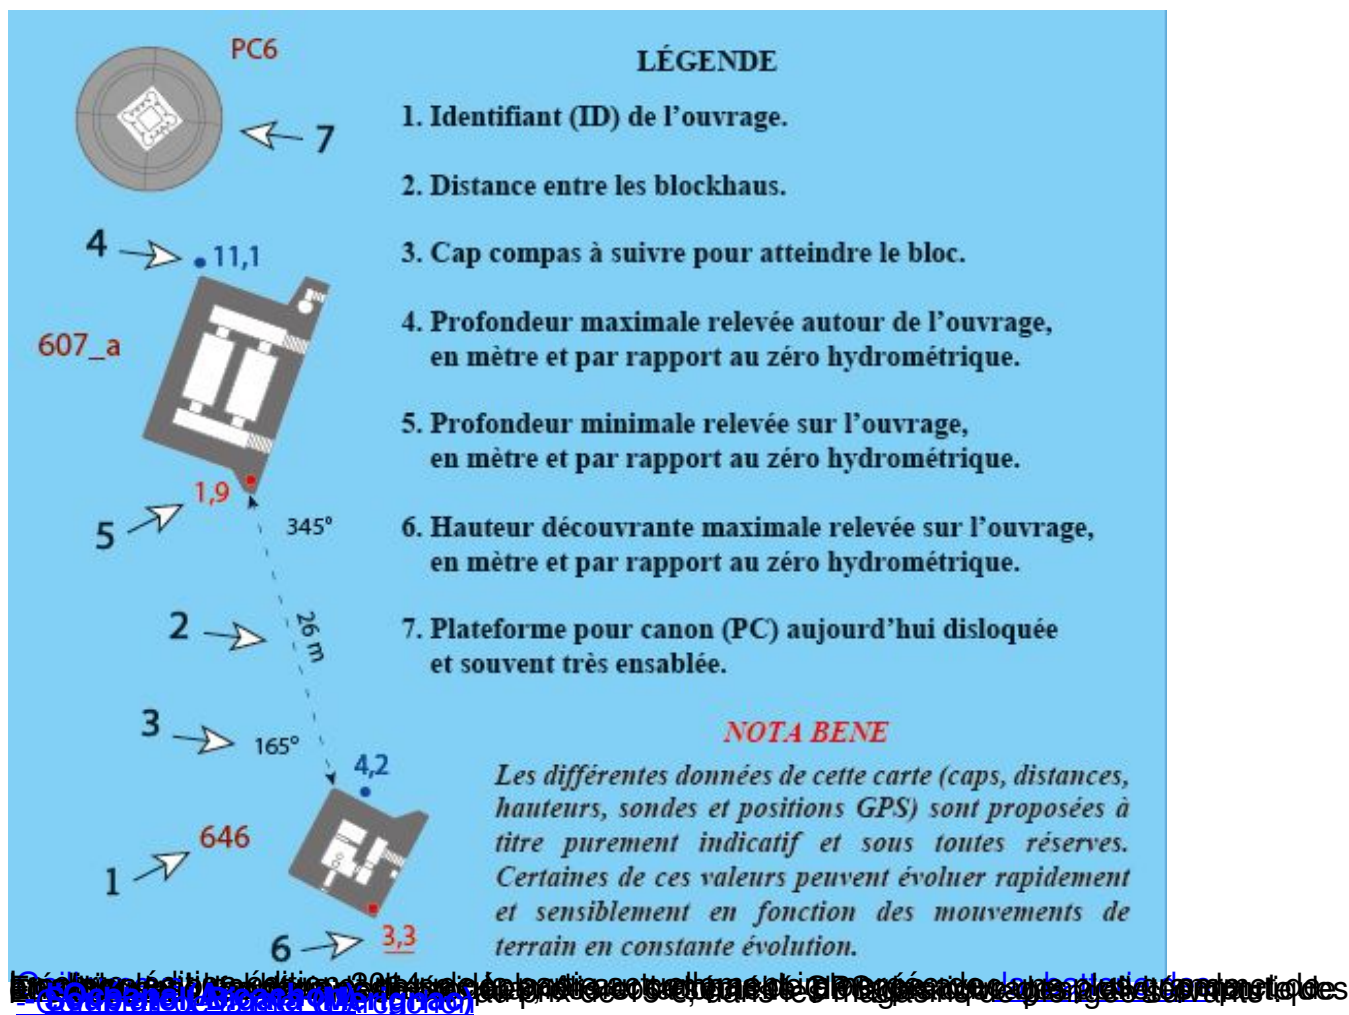 PC6
7
4
11,1
607_a
1,9
5
345°
2
26 m
3
165°
4,2
646
1
6
3,3
LÉGENDE
1. Identifiant (ID) de l’ouvrage.
2. Distance entre les blockhaus.
3. Cap compas à suivre pour atteindre le bloc.
4. Profondeur maximale relevée autour de l’ouvrage,
en mètre et par rapport au zéro hydrométrique.
5. Profondeur minimale relevée sur l’ouvrage,
en mètre et par rapport au zéro hydrométrique.
6. Hauteur découvrante maximale relevée sur l’ouvrage,
en mètre et par rapport au zéro hydrométrique.
7. Plateforme pour canon (PC) aujourd’hui disloquée
et souvent très ensablée.
NOTA BENE
Les différentes données de cette carte (caps, distances,
hauteurs, sondes et positions GPS) sont proposées à
titre purement indicatif et sous toutes réserves.
Certaines de ces valeurs peuvent évoluer rapidement
et sensiblement en fonction des mouvements de
terrain en constante évolution.